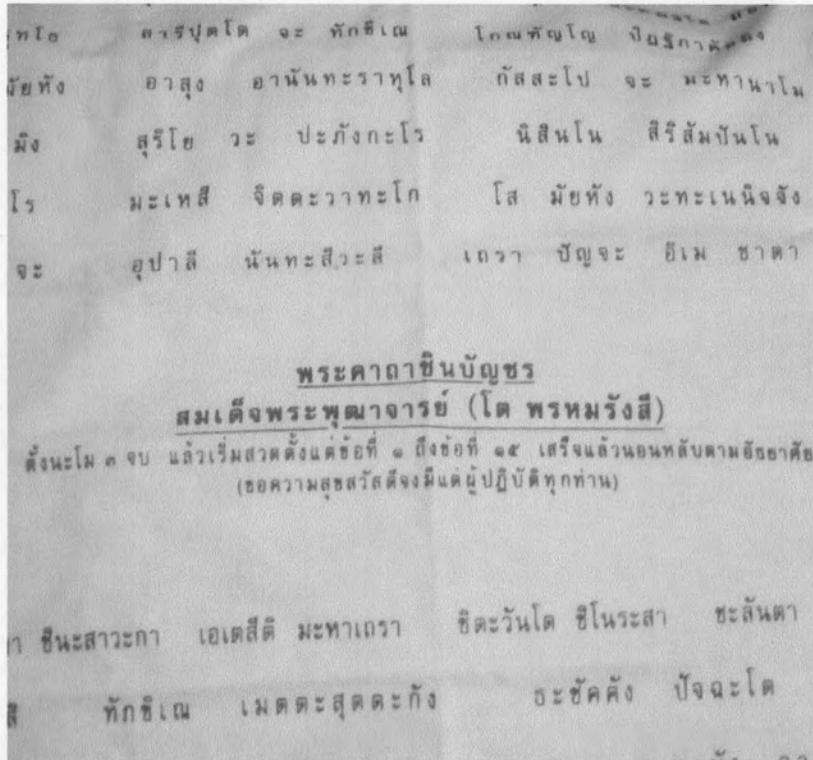 สารีปุตโต จะ ทักขิเณ โกณฑัญโญ ปิฏฐิภาคัสมิง
มัยหัง อาสุง อานันทะราหุโล กัสสะโป จะ มะหานาโม
มิง สุริโย วะ ปะภังกะโร นิสินโน สิริสัมปันโน
โร มะเหสี จิตตะวาทะโก โส มัยหัง วะทะเนนิจจัง
จะ อุปาลี นันทะสีวะลี เถรา ปัญจะ อิเม ชาตา
พระคาถาชินบัญชร
สมเด็จพระพุฒาจารย์ (โต พรหมรังสี)
ตั้งนะโม ๓ จบ แล้วเริ่มสวดตั้งแต่ข้อที่ ๑ ถึงข้อที่ ๑๕ เสร็จแล้วนอนหลับตามอัธยาศัย
(ขอความสุขสวัสดีจงมีแด่ผู้ปฏิบัติทุกท่าน)
ชินะสาวะกา เอเตสีติ มะหาเถรา ชิตะวันโต ชิโนระสา ชะลันตา
ทักขิเณ เมตตะสุตตะกัง ธะชัคคัง ปัจฉะโต